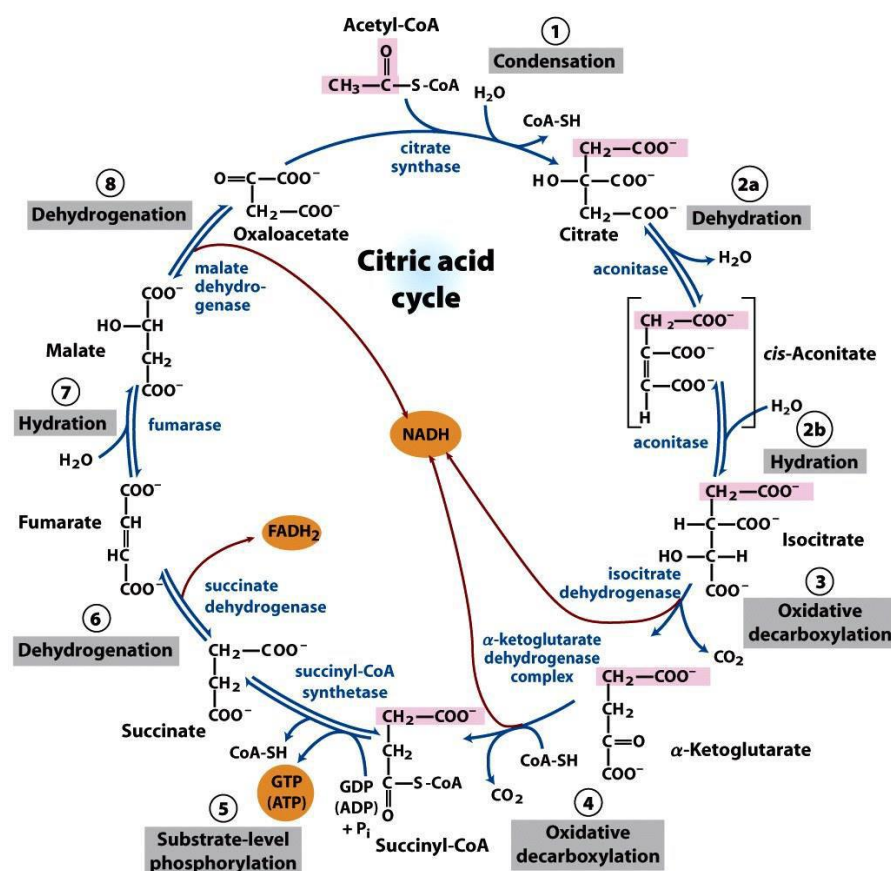 Acetyl-CoA
O
CH₃—C—S-CoA
1
Condensation
H₂O
CoA-SH
citrate
synthase
CH₂—COO⁻
HO—C—COO⁻
CH₂—COO⁻
Citrate
2a
Dehydration
aconitase
H₂O
CH₂—COO⁻
C—COO⁻
C—COO⁻
H
cis-Aconitate
aconitase
H₂O
2b
Hydration
CH₂—COO⁻
H—C—COO⁻
HO—C—H
COO⁻
Isocitrate
isocitrate
dehydrogenase
3
Oxidative
decarboxylation
CO₂
CH₂—COO⁻
CH₂
C=O
COO⁻
α-Ketoglutarate
α-ketoglutarate
dehydrogenase
complex
CoA-SH
CO₂
4
Oxidative
decarboxylation
CH₂—COO⁻
CH₂
C—S-CoA
O
Succinyl-CoA
succinyl-CoA
synthetase
CoA-SH
GTP
(ATP)
GDP
(ADP)
+ Pᵢ
5
Substrate-level
phosphorylation
CH₂—COO⁻
CH₂
COO⁻
Succinate
succinate
dehydrogenase
FADH₂
6
Dehydrogenation
COO⁻
CH
HC
COO⁻
Fumarate
fumarase
H₂O
7
Hydration
COO⁻
HO—CH
CH₂
COO⁻
Malate
malate
dehydro-
genase
8
Dehydrogenation
O=C—COO⁻
CH₂—COO⁻
Oxaloacetate
Citric acid
cycle
NADH